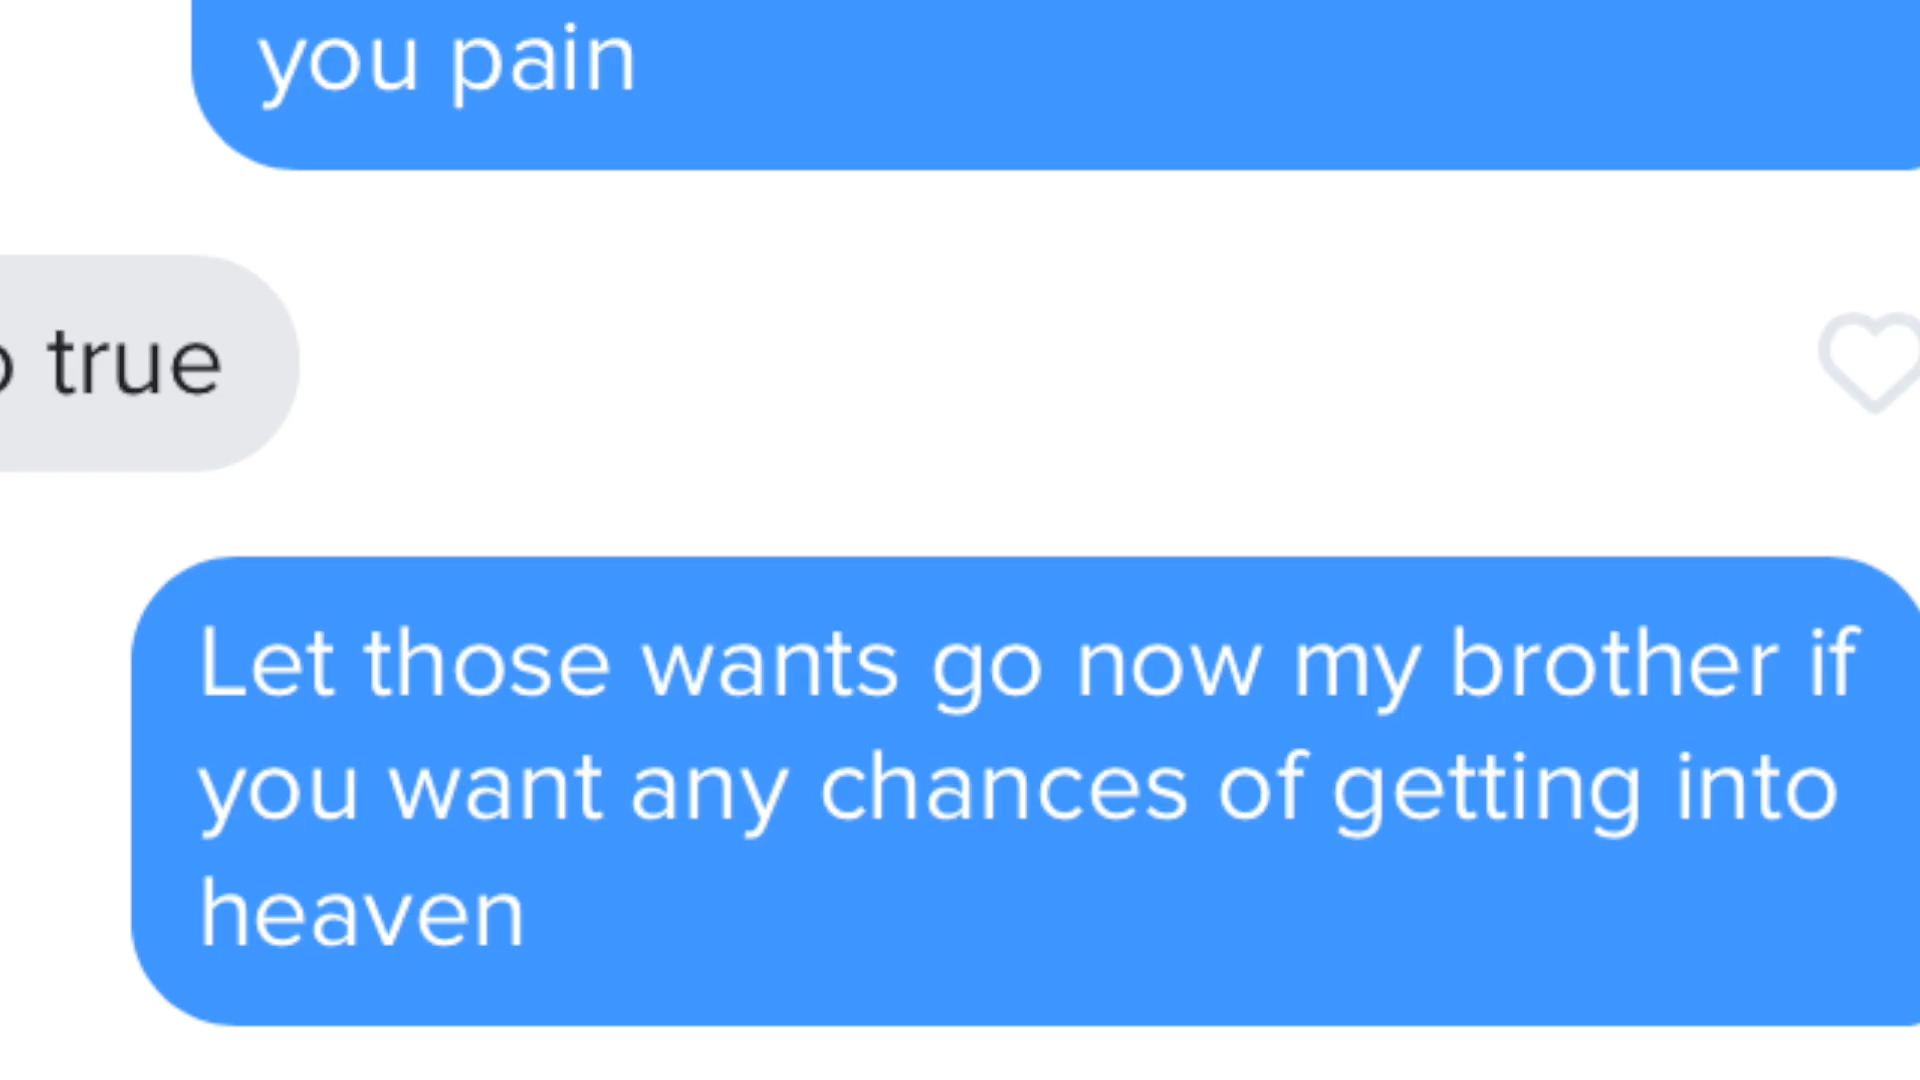 you pain
true
Let those wants go now my brother if
you want any chances of getting into
heaven